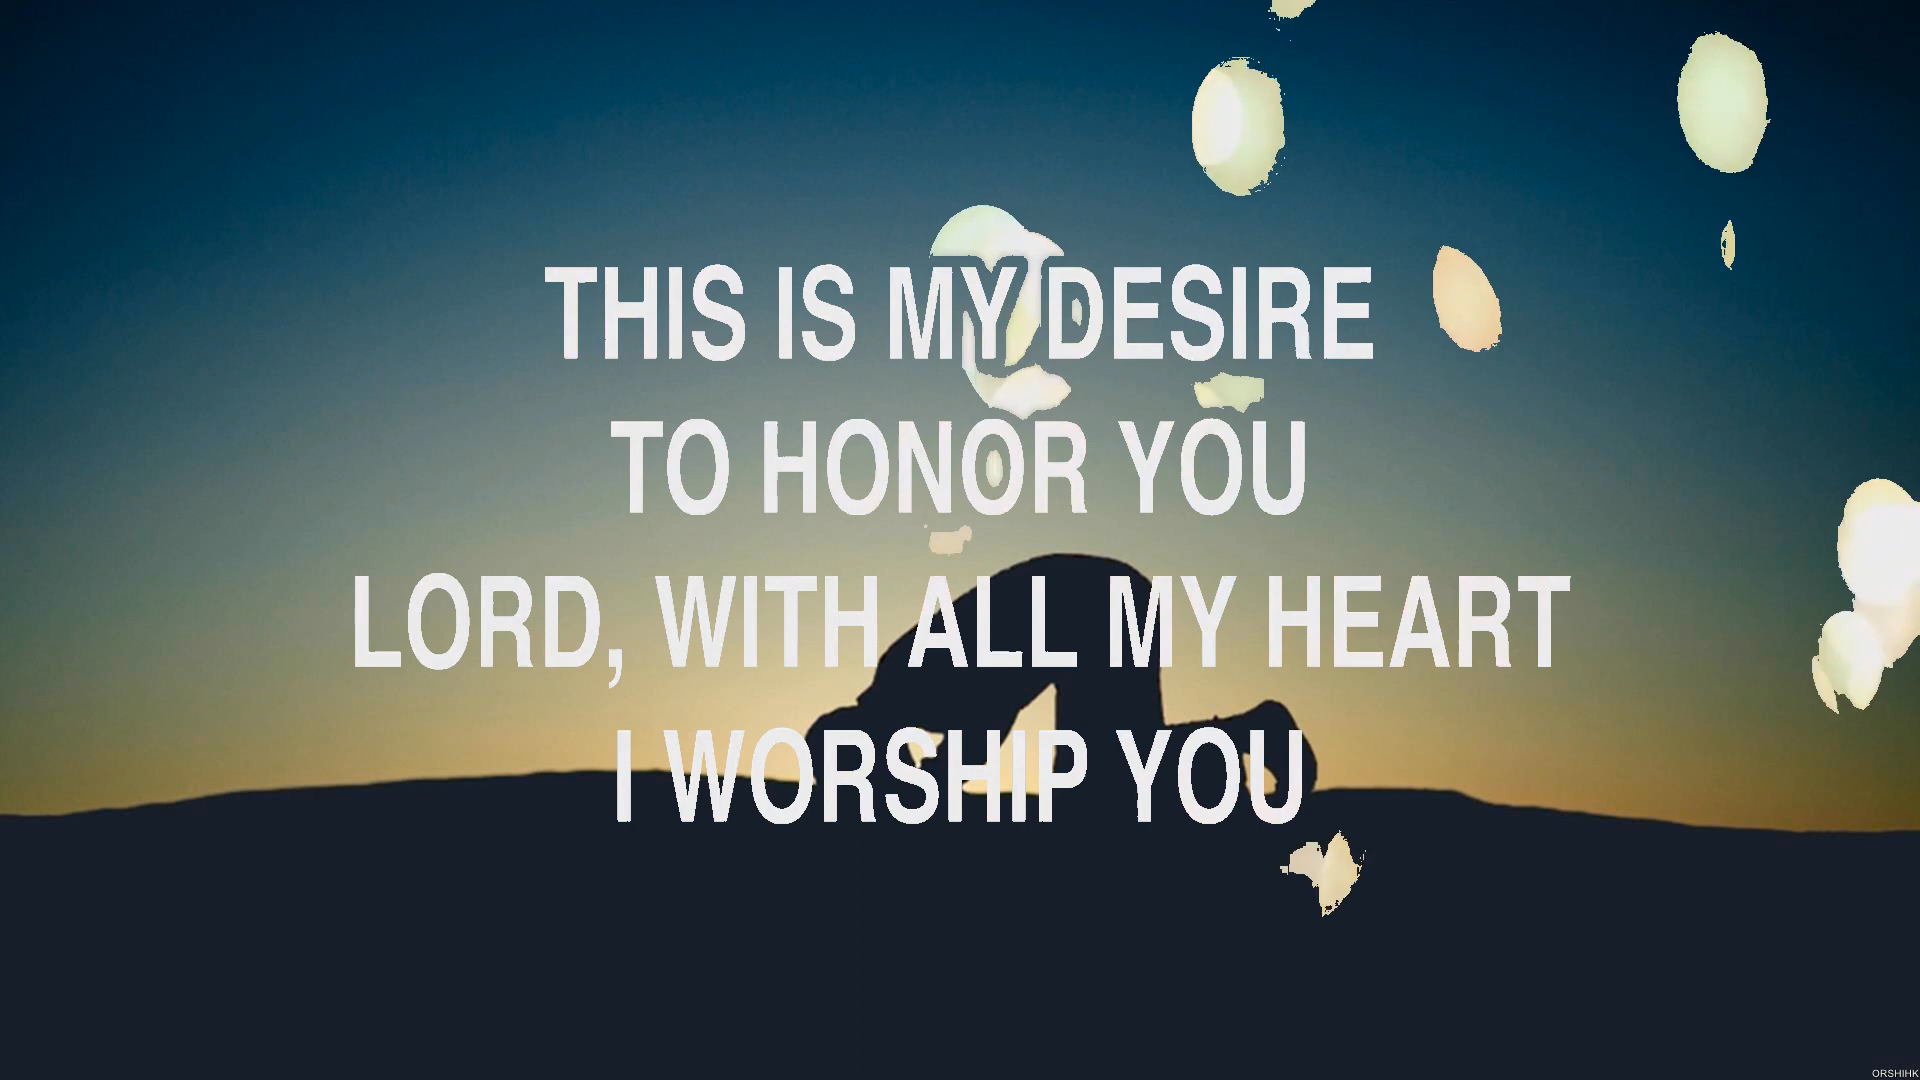 THIS IS MY DESIRE
TO HONOR YOU
LORD, WITH ALL MY HEART
I WORSHIP YOU
ORSHIHK